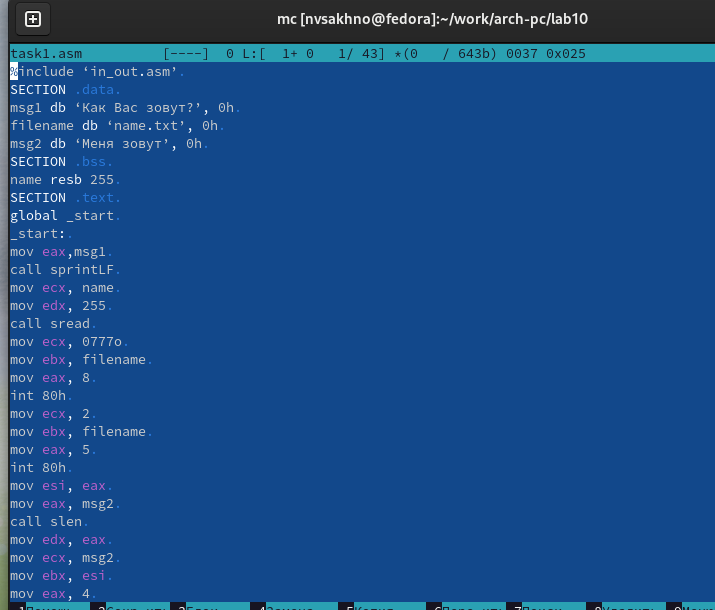 mc [nvsakhno@fedora]:~/work/arch-pc/lab10
task1.asm [----] 0 L:[ 1+ 0 1/ 43] *(0 / 643b) 0037 0x025
%include ‘in_out.asm’.
SECTION .data.
msg1 db ‘Как Вас зовут?’, 0h.
filename db ‘name.txt’, 0h.
msg2 db ‘Меня зовут’, 0h.
SECTION .bss.
name resb 255.
SECTION .text.
global _start.
_start:.
mov eax,msg1.
call sprintLF.
mov ecx, name.
mov edx, 255.
call sread.
mov ecx, 0777o.
mov ebx, filename.
mov eax, 8.
int 80h.
mov ecx, 2.
mov ebx, filename.
mov eax, 5.
int 80h.
mov esi, eax.
mov eax, msg2.
call slen.
mov edx, eax.
mov ecx, msg2.
mov ebx, esi.
mov eax, 4.